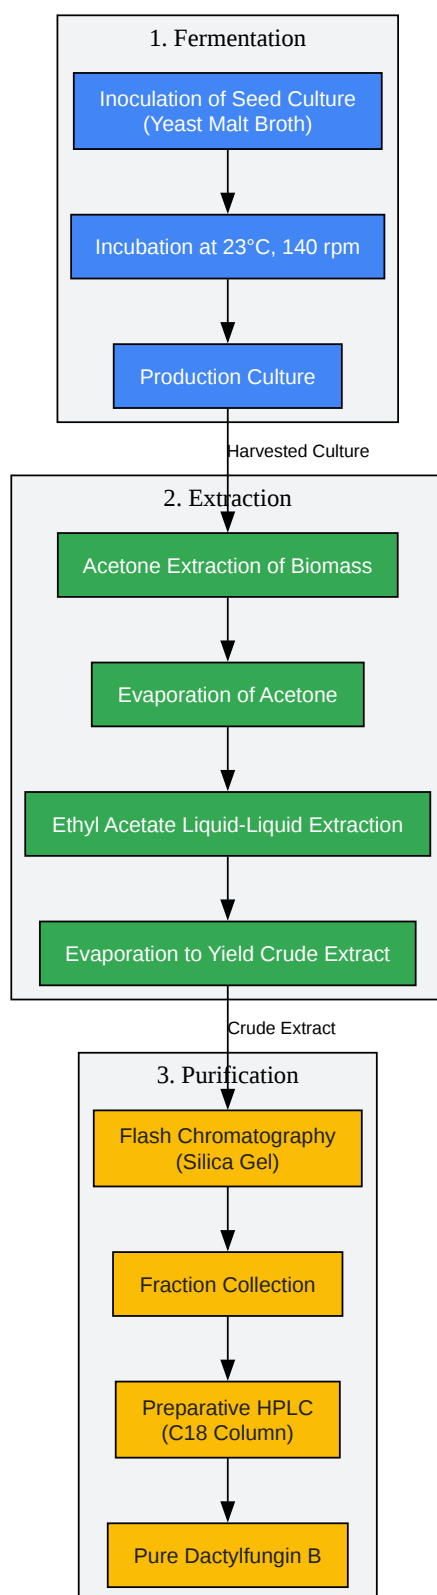 1. Fermentation
Inoculation of Seed Culture
(Yeast Malt Broth)
Incubation at 23°C, 140 rpm
Production Culture
Harvested Culture
2. Extraction
Acetone Extraction of Biomass
Evaporation of Acetone
Ethyl Acetate Liquid-Liquid Extraction
Evaporation to Yield Crude Extract
Crude Extract
3. Purification
Flash Chromatography
(Silica Gel)
Fraction Collection
Preparative HPLC
(C18 Column)
Pure Dactylfungin B